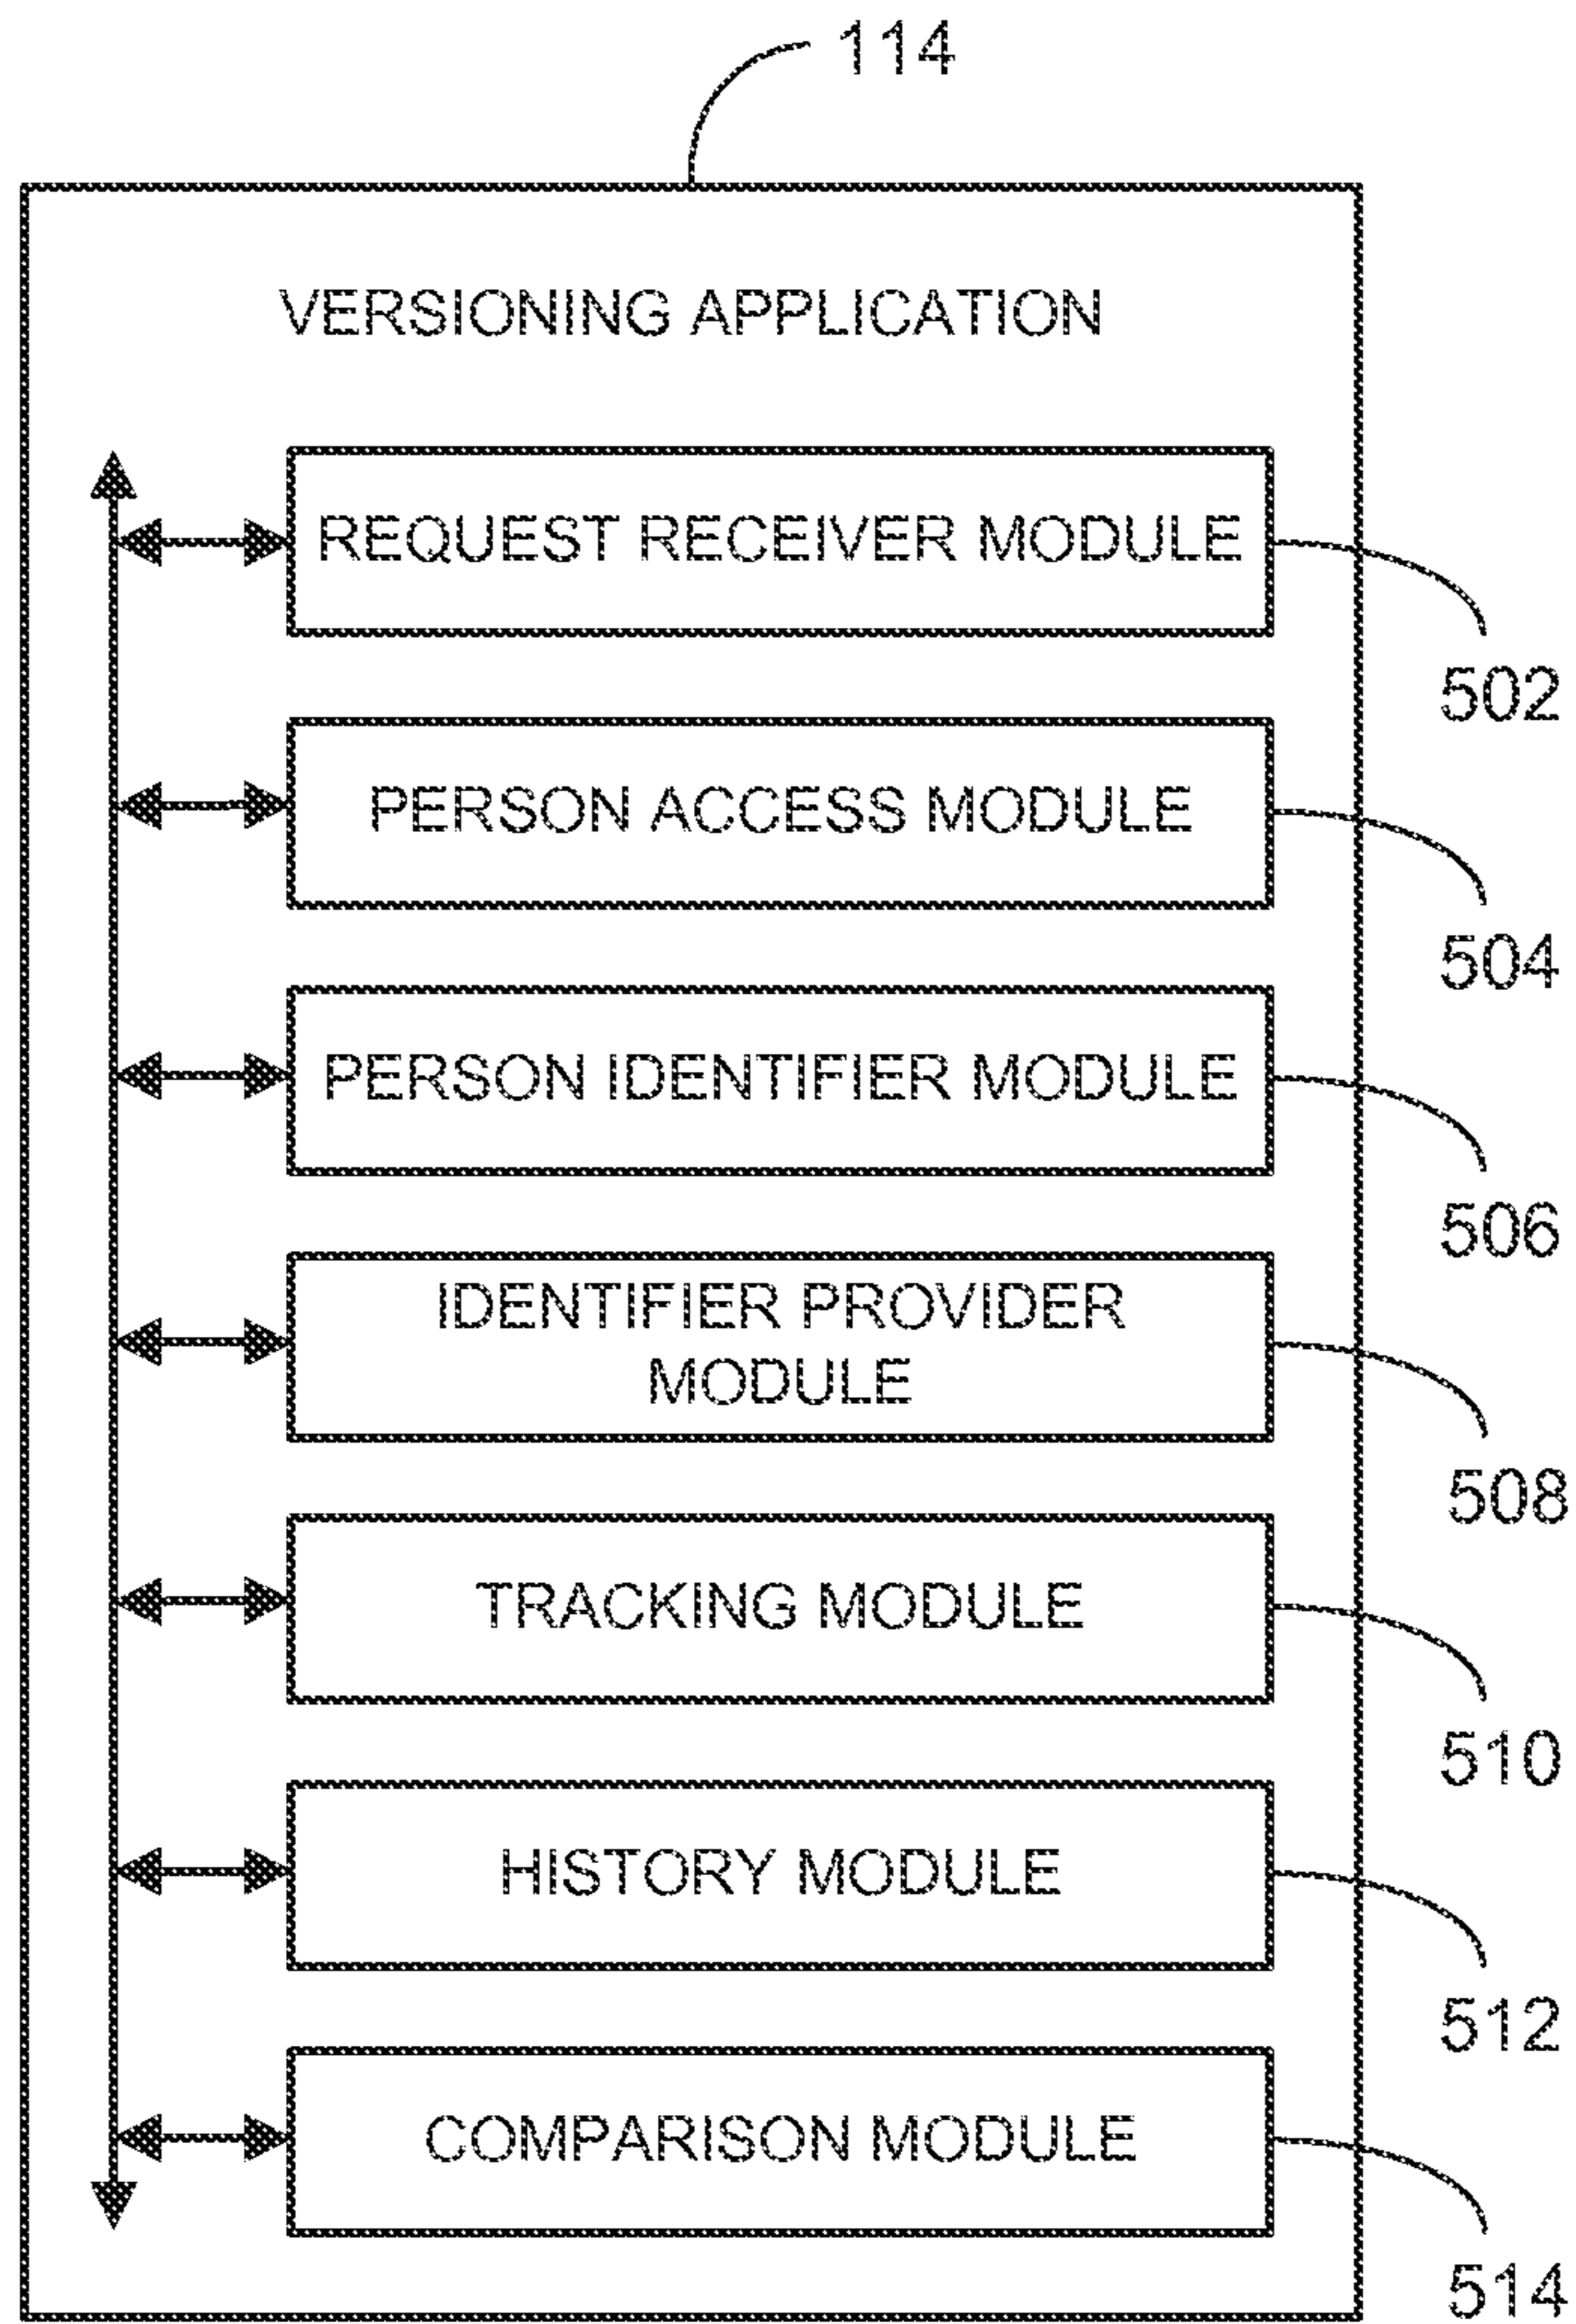 114
VERSIONING APPLICATION
REQUEST RECEIVER MODULE
502
PERSON ACCESS MODULE
504
PERSON IDENTIFIER MODULE
506
IDENTIFIER PROVIDER
MODULE
508
TRACKING MODULE
510
HISTORY MODULE
512
COMPARISON MODULE
514